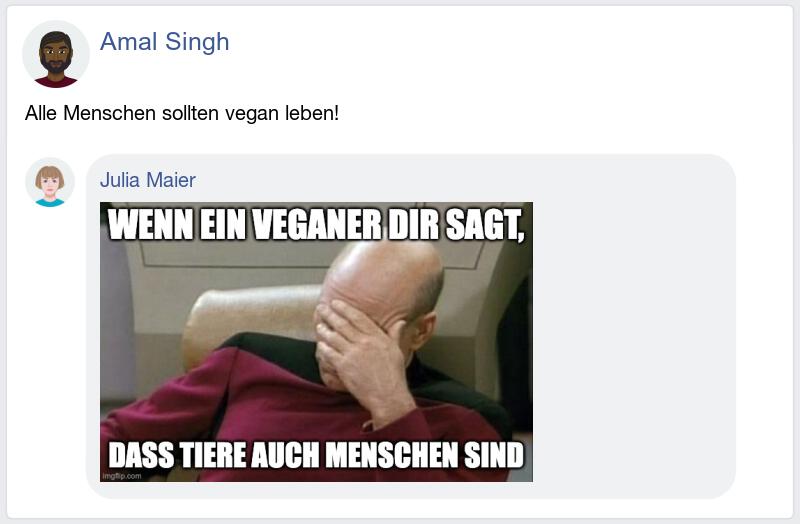 Amal Singh
Alle Menschen sollten vegan leben!
Julia Maier
WENN EIN VEGANER DIR SAGT,
DASS TIERE AUCH MENSCHEN SIND
imgflip.com